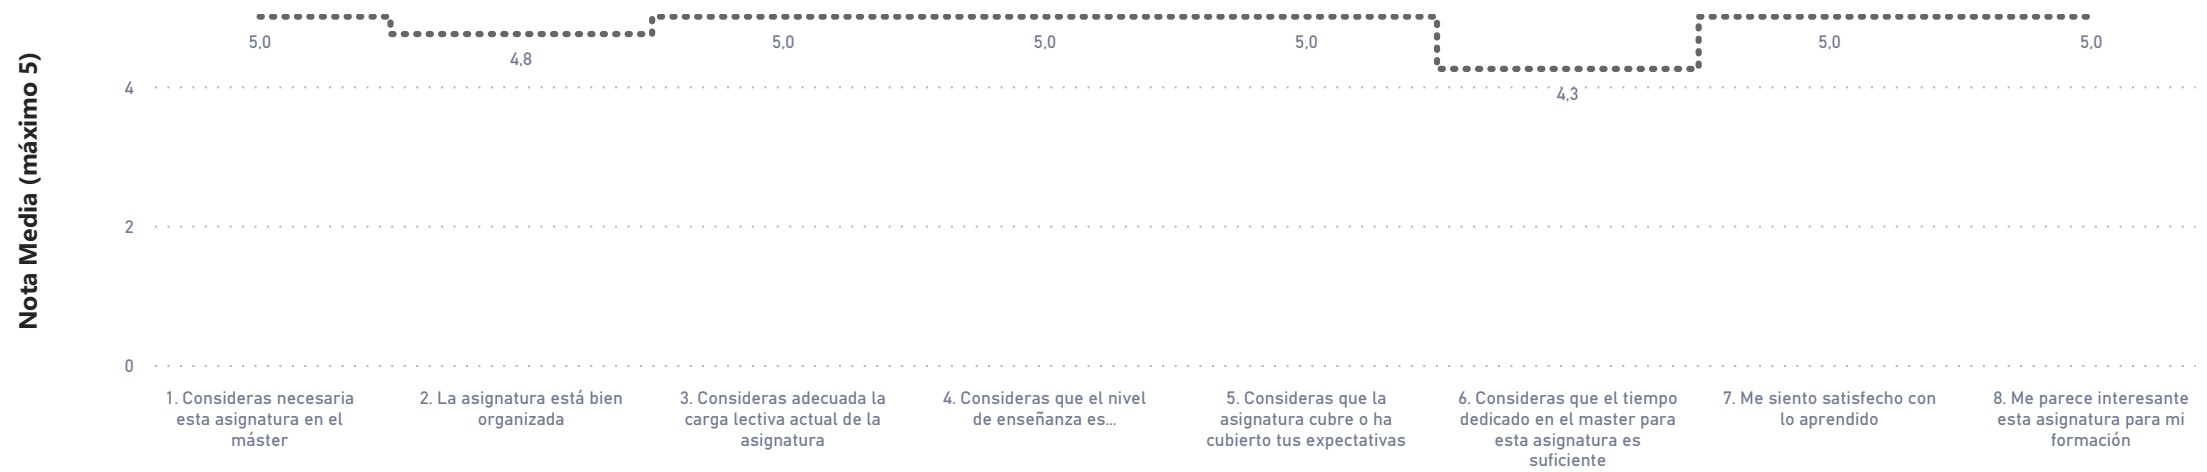 Nota Media (máximo 5)
5,0
4,8
5,0
5,0
5,0
4,3
5,0
5,0
4
2
0
1. Consideras necesaria
esta asignatura en el
máster
2. La asignatura está bien
organizada
3. Consideras adecuada la
carga lectiva actual de la
asignatura
4. Consideras que el nivel
de enseñanza es...
5. Consideras que la
asignatura cubre o ha
cubierto tus expectativas
6. Consideras que el tiempo
dedicado en el master para
esta asignatura es
suficiente
7. Me siento satisfecho con
lo aprendido
8. Me parece interesante
esta asignatura para mi
formación